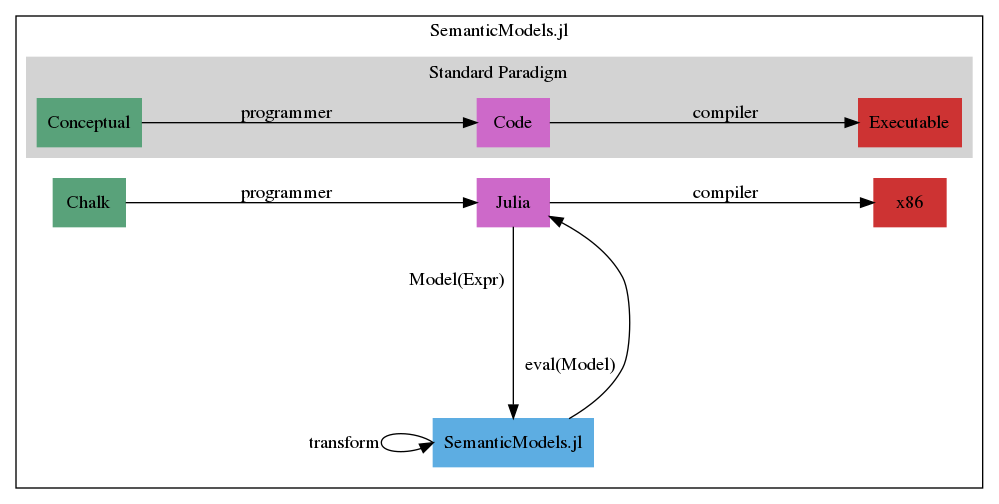 SemanticModels.jl
Standard Paradigm
Conceptual
programmer
Code
compiler
Executable
Chalk
programmer
Julia
compiler
x86
Model(Expr)
eval(Model)
transform
SemanticModels.jl